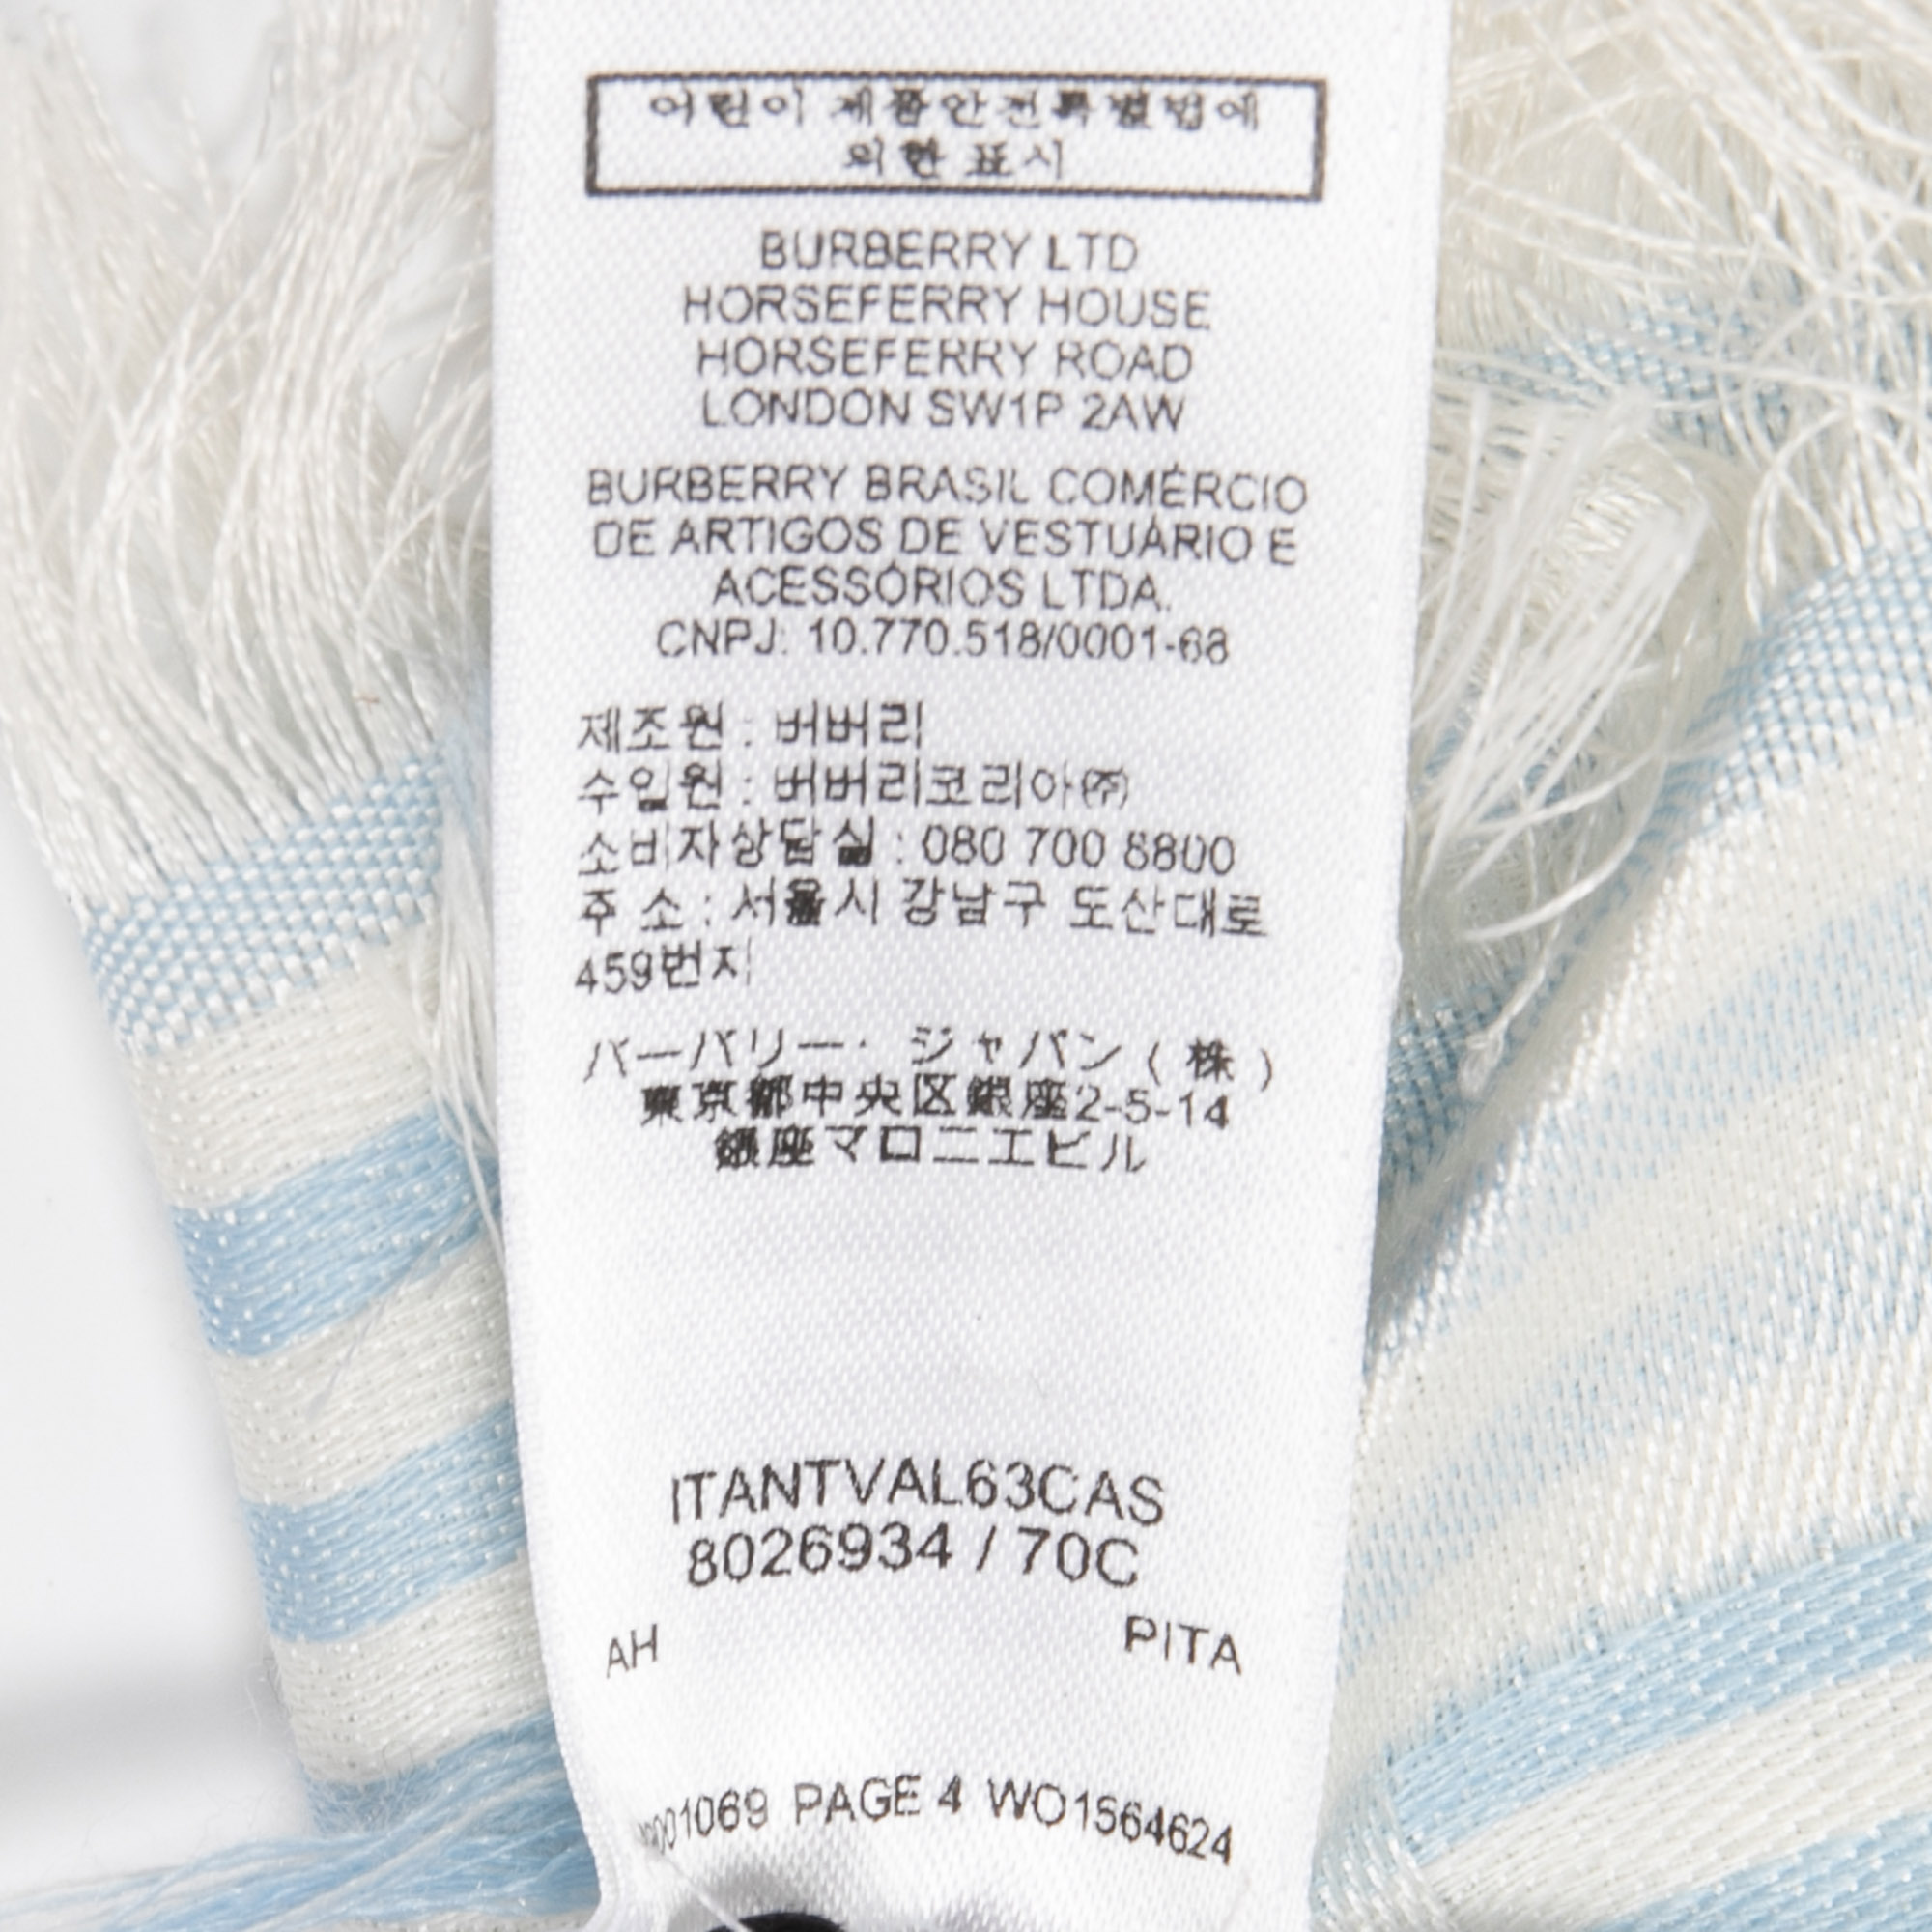 어린이 제품안전특별법에
의한 표시
BURBERRY LTD
HORSEFERRY HOUSE
HORSEFERRY ROAD
LONDON SW1P 2AW
BURBERRY BRASIL COMÉRCIO
DE ARTIGOS DE VESTUÁRIO E
ACESSÓRIOS LTDA.
CNPJ: 10.770.518/0001-68
제조원 : 버버리
수입원 : 버버리코리아㈜
소비자상담실 : 080 700 8800
주 소 : 서울시 강남구 도산대로
459번지
バーバリー・ジャパン ( 株 )
東京都中央区銀座2-5-14
銀座マロニエビル
ITANTVAL63CAS
8026934 / 70C
AH PITA
PAGE 4 WO1564624